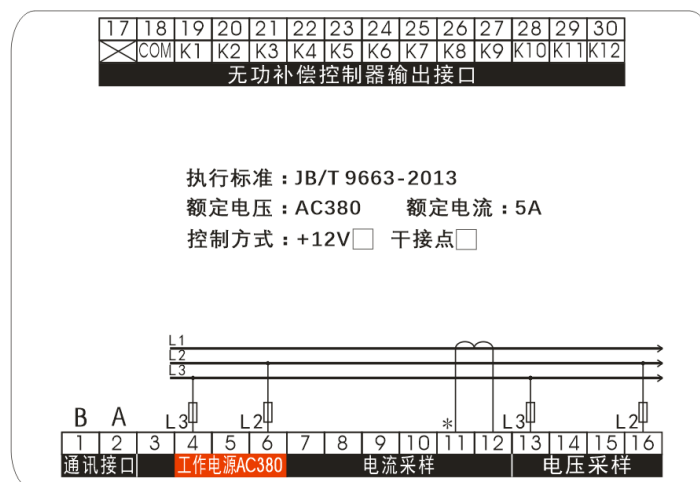 17 18 19 20 21 22 23 24 25 26 27 28 29 30
COM K1 K2 K3 K4 K5 K6 K7 K8 K9 K10 K11 K12
无功补偿控制器输出接口
执行标准：JB/T 9663-2013
额定电压：AC380 额定电流：5A
控制方式：+12V□ 干接点□
L1
L2
L3
B A L3 L2 * L3 L2
1 2 3 4 5 6 7 8 9 10 11 12 13 14 15 16
通讯接口 工作电源AC380 电流采样 电压采样